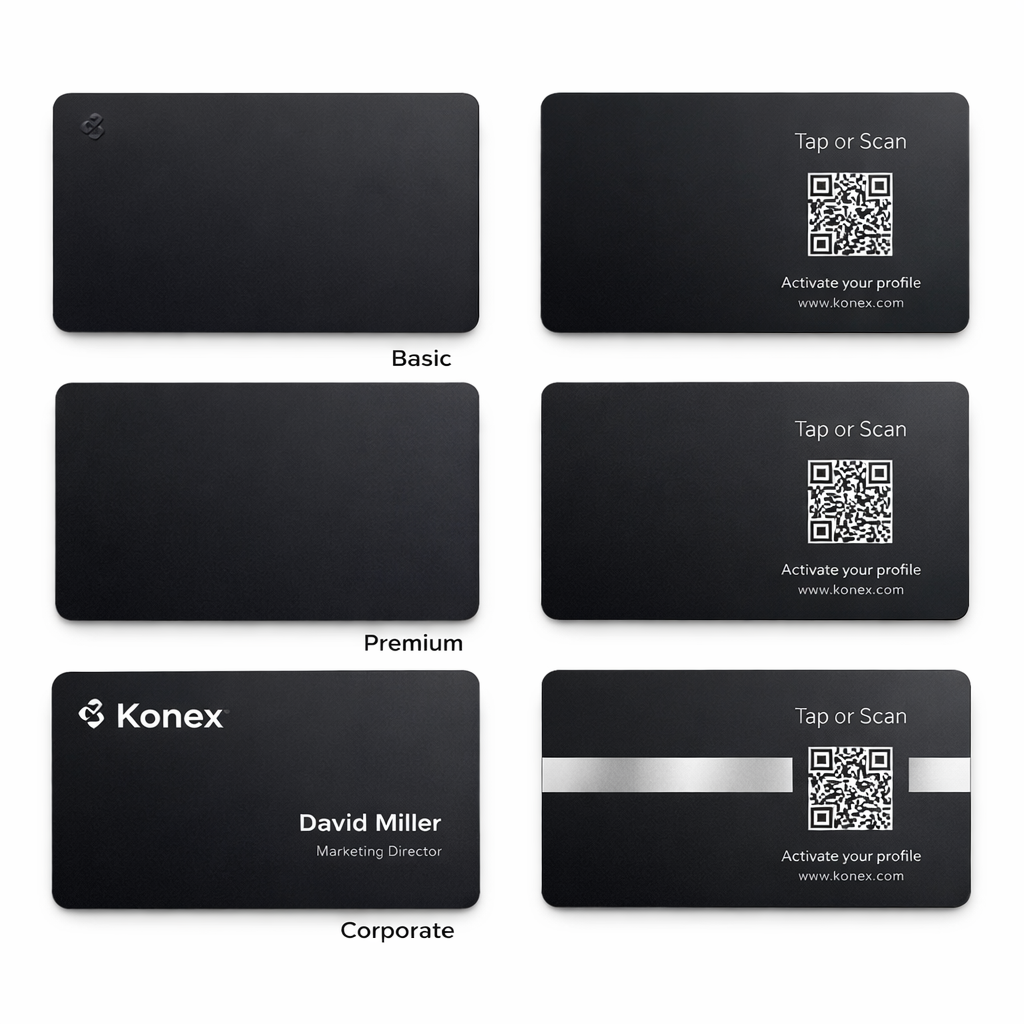 Tap or Scan
Activate your profile
www.konex.com
Basic
Tap or Scan
Activate your profile
www.konex.com
Premium
Konex
David Miller
Marketing Director
Tap or Scan
Activate your profile
www.konex.com
Corporate